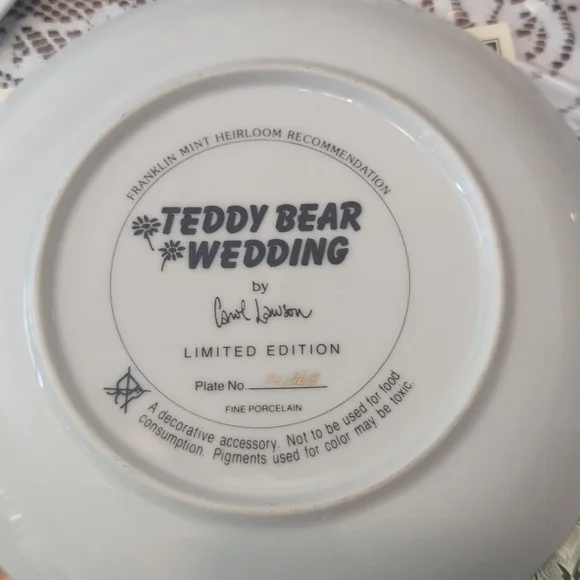 FRANKLIN MINT HEIRLOOM RECOMMENDATION
TEDDY BEAR
WEDDING
by
Carol Lawson
LIMITED EDITION
Plate No.
FINE PORCELAIN
A decorative accessory. Not to be used for food
consumption. Pigments used for color may be toxic.